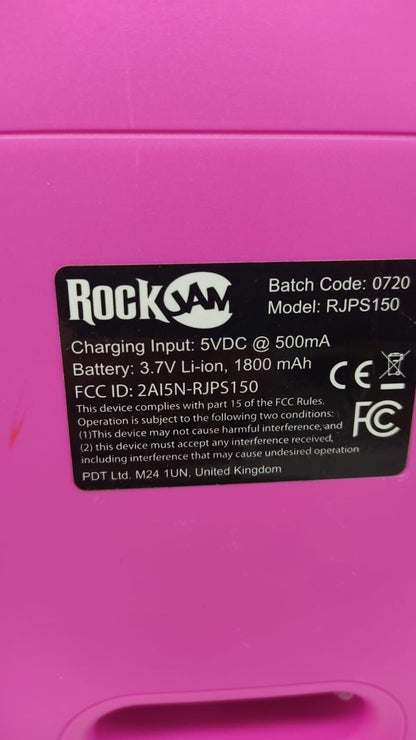 ROCK JAM
Batch Code: 0720
Model: RJPS150
Charging Input: 5VDC @ 500mA
Battery: 3.7V Li-ion, 1800 mAh
FCC ID: 2AI5N-RJPS150
CE
This device complies with part 15 of the FCC Rules.
Operation is subject to the following two conditions:
(1)This device may not cause harmful interference, and
(2) this device must accept any interference received,
including interference that may cause undesired operation
FC
PDT Ltd. M24 1UN, United Kingdom